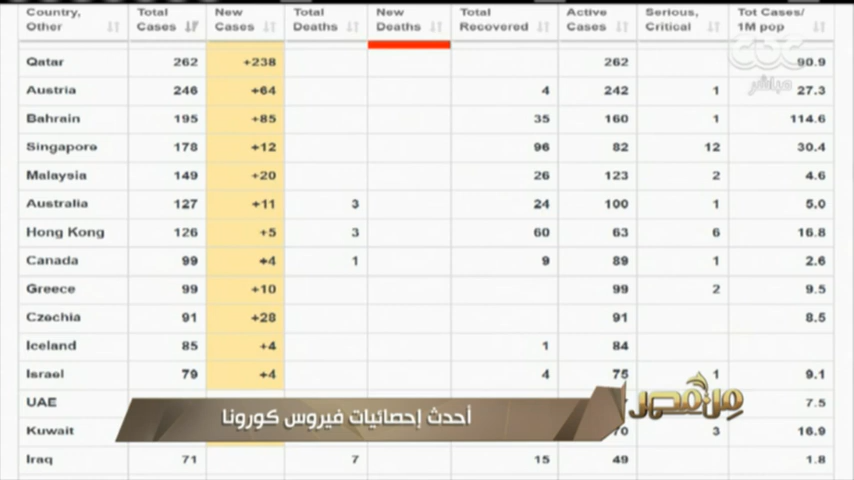 Country, Other Total Cases New Cases Total Deaths New Deaths Total Recovered Active Cases Serious, Critical Tot Cases/ 1M pop
cbc
مباشر
Qatar 262 +238 262 90.9
Austria 246 +64 4 242 1 27.3
Bahrain 195 +85 35 160 1 114.6
Singapore 178 +12 96 82 12 30.4
Malaysia 149 +20 26 123 2 4.6
Australia 127 +11 3 24 100 1 5.0
Hong Kong 126 +5 3 60 63 6 16.8
Canada 99 +4 1 9 89 1 2.6
Greece 99 +10 99 2 9.5
Czechia 91 +28 91 8.5
Iceland 85 +4 1 84
Israel 79 +4 4 75 1 9.1
UAE 7.5
من مصر
أحدث إحصائيات فيروس كورونا
Kuwait 70 3 16.9
Iraq 71 7 15 49 1.8